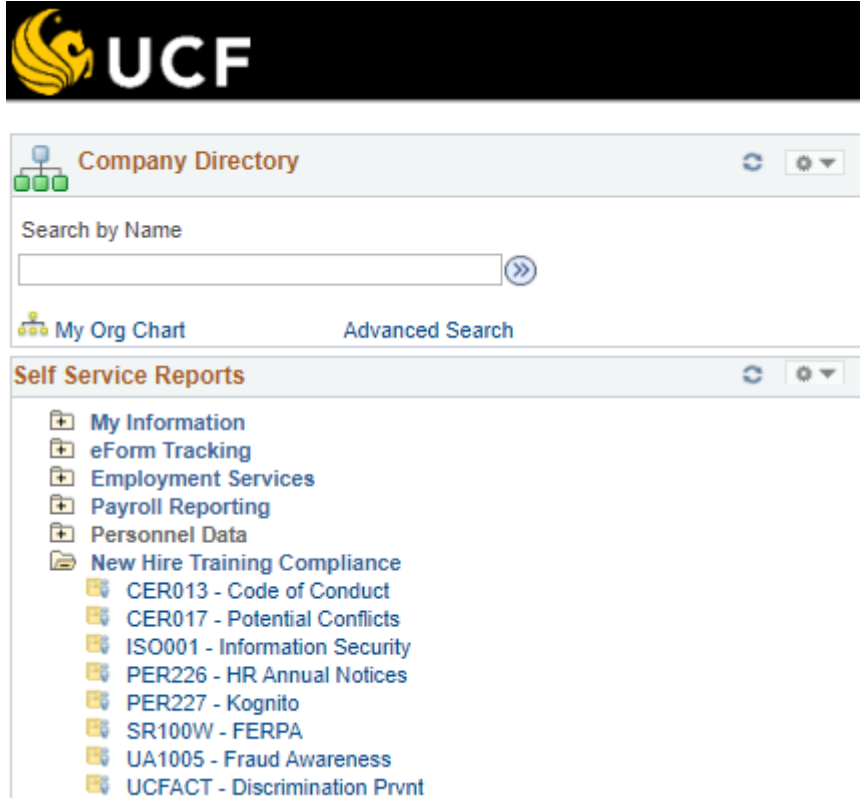 UCF
Company Directory
Search by Name
My Org Chart Advanced Search
Self Service Reports
My Information
eForm Tracking
Employment Services
Payroll Reporting
Personnel Data
New Hire Training Compliance
CER013 - Code of Conduct
CER017 - Potential Conflicts
ISO001 - Information Security
PER226 - HR Annual Notices
PER227 - Kognito
SR100W - FERPA
UA1005 - Fraud Awareness
UCFACT - Discrimination Prvnt